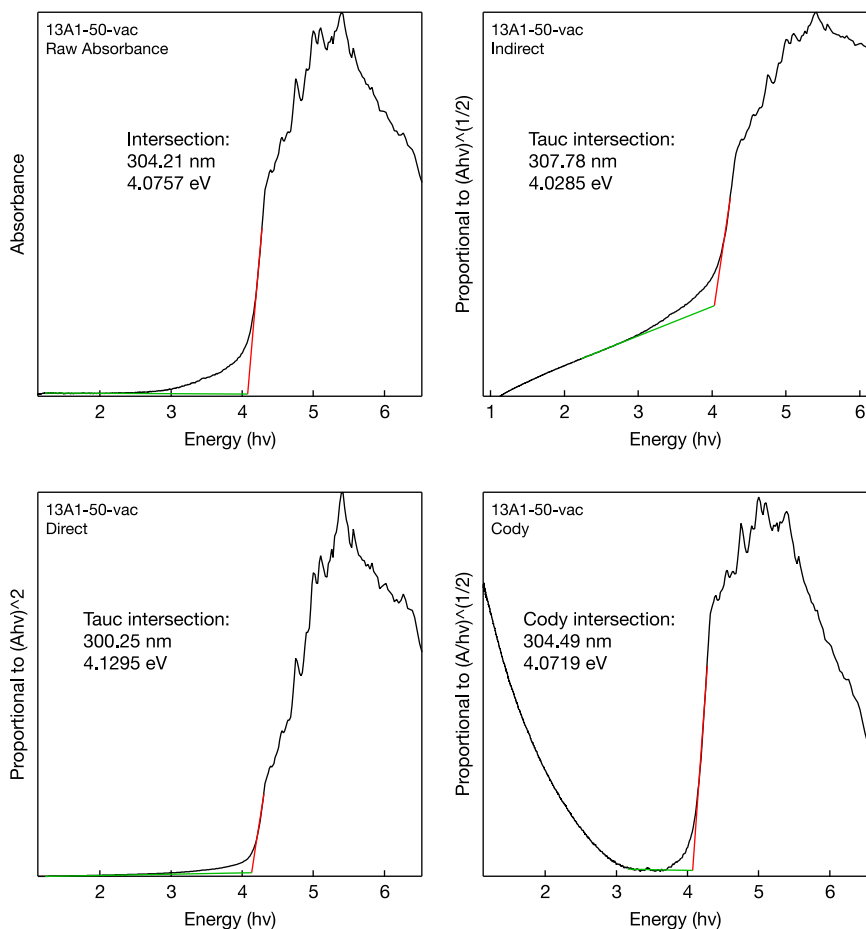 13A1-50-vac
Raw Absorbance
Intersection:
304.21 nm
4.0757 eV
Absorbance
2 3 4 5 6
Energy (hv)
13A1-50-vac
Indirect
Tauc intersection:
307.78 nm
4.0285 eV
Proportional to (Ahv)^(1/2)
1 2 3 4 5 6
Energy (hv)
13A1-50-vac
Direct
Tauc intersection:
300.25 nm
4.1295 eV
Proportional to (Ahv)^2
2 3 4 5 6
Energy (hv)
13A1-50-vac
Cody
Cody intersection:
304.49 nm
4.0719 eV
Proportional to (A/hv)^(1/2)
2 3 4 5 6
Energy (hv)